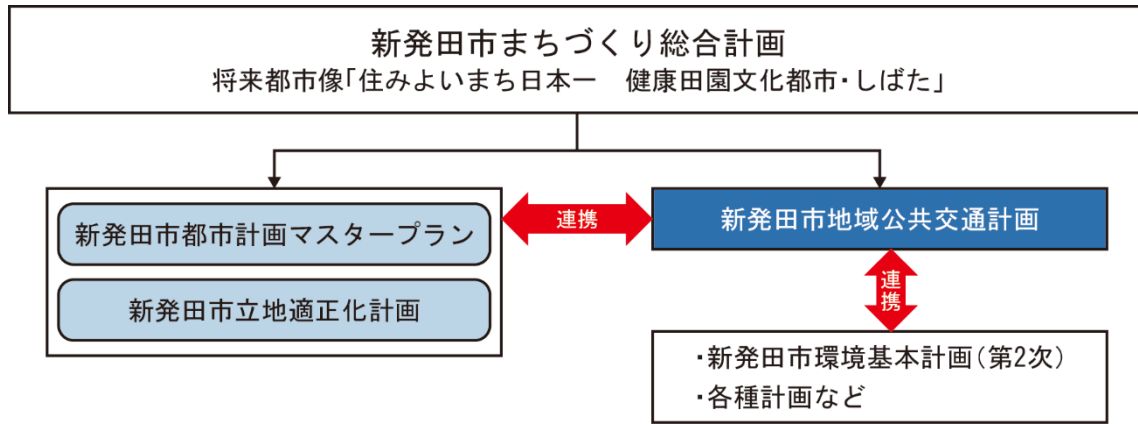 新発田市まちづくり総合計画
将来都市像「住みよいまち日本一　健康田園文化都市・しばた」
新発田市都市計画マスタープラン
新発田市立地適正化計画
連携
新発田市地域公共交通計画
連携
・新発田市環境基本計画（第2次）
・各種計画など